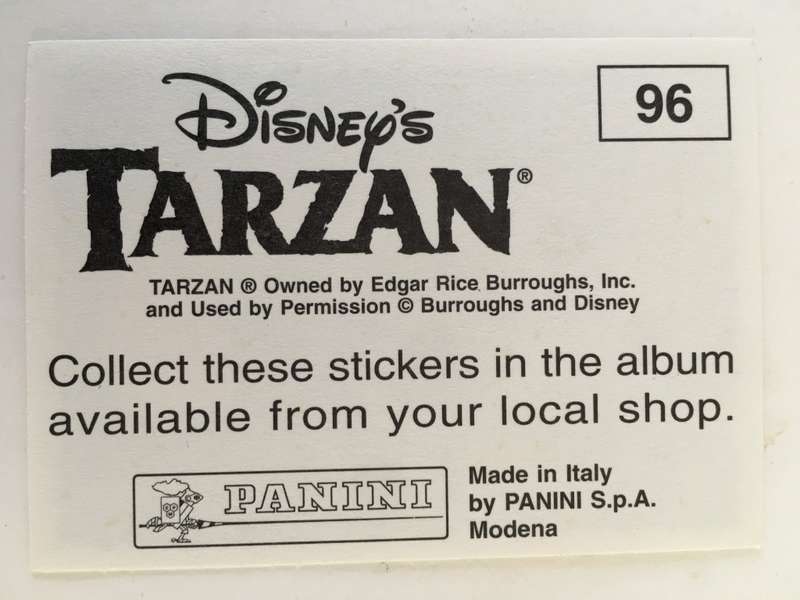 DISNEY'S
96
TARZAN®
TARZAN ® Owned by Edgar Rice Burroughs, Inc.
and Used by Permission © Burroughs and Disney
Collect these stickers in the album
available from your local shop.
PANINI
Made in Italy
by PANINI S.p.A.
Modena